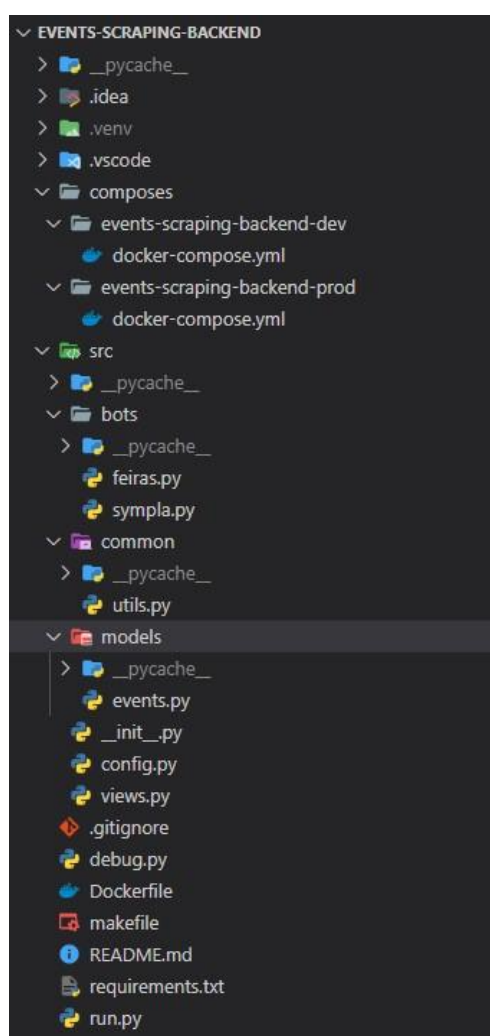 EVENTS-SCRAPING-BACKEND
__pycache__
.idea
.venv
.vscode
composes
events-scraping-backend-dev
docker-compose.yml
events-scraping-backend-prod
docker-compose.yml
src
__pycache__
bots
__pycache__
feiras.py
sympla.py
common
__pycache__
utils.py
models
__pycache__
events.py
__init__.py
config.py
views.py
.gitignore
debug.py
Dockerfile
makefile
README.md
requirements.txt
run.py